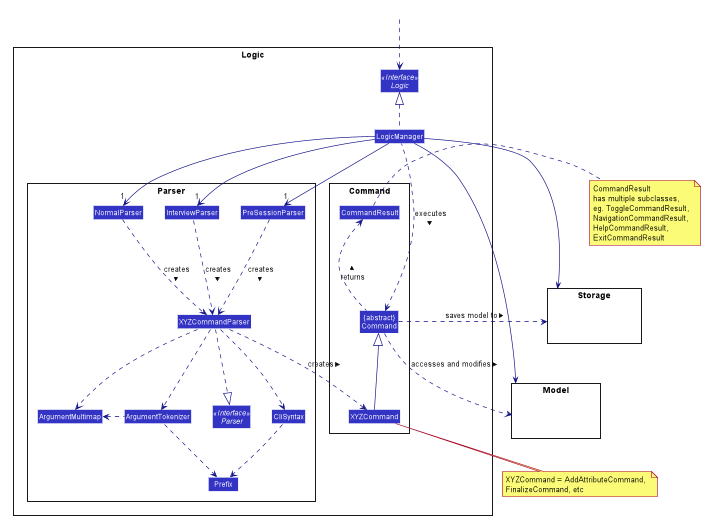 Logic
«Interface»
Logic
LogicManager
Parser
Command
1
1
1
NormalParser
InterviewParser
PreSessionParser
CommandResult
executes
CommandResult
has multiple subclasses,
eg. ToggleCommandResult,
NavigationCommandResult,
HelpCommandResult,
ExitCommandResult
creates
creates
creates
returns
Storage
XYZCommandParser
{abstract}
Command
saves model to
creates
accesses and modifies
Model
ArgumentMultimap
ArgumentTokenizer
«Interface»
Parser
CliSyntax
XYZCommand
Prefix
XYZCommand = AddAttributeCommand,
FinalizeCommand, etc